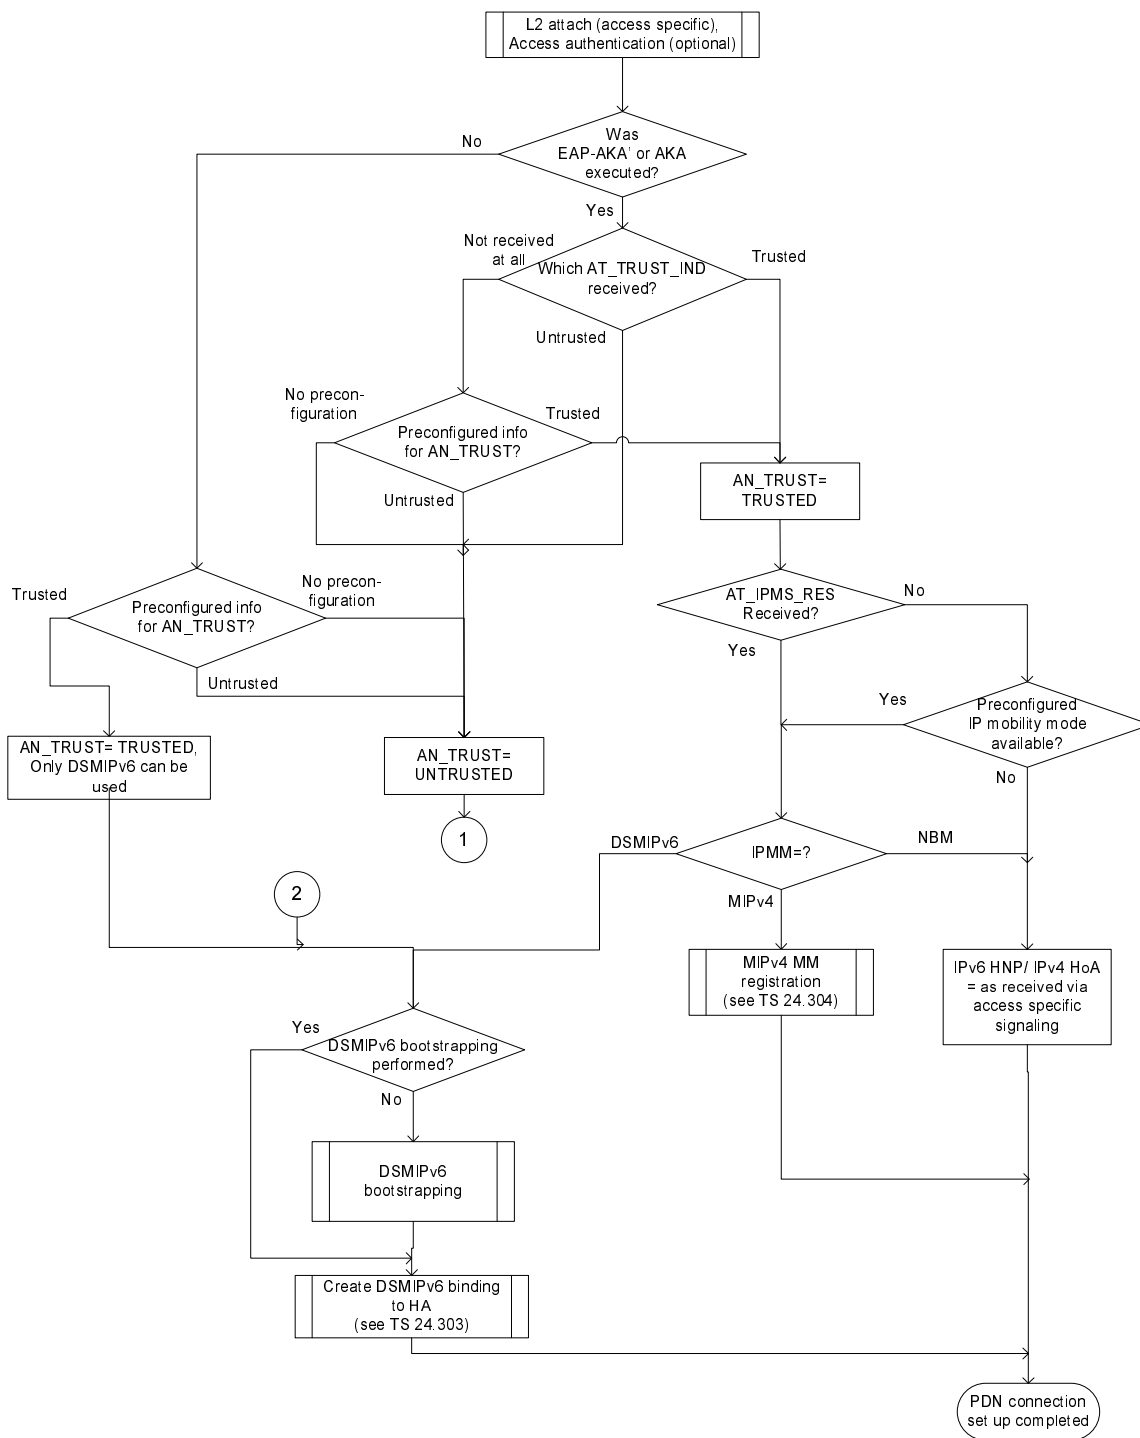 L2 attach (access specific),
Access authentication (optional)
No
Was
EAP-AKA' or AKA
executed?
Yes
Not received
at all
Which AT_TRUST_IND
received?
Trusted
Untrusted
No precon-
figuration
Trusted
Preconfigured info
for AN_TRUST?
Untrusted
AN_TRUST=
TRUSTED
Trusted
Preconfigured info
for AN_TRUST?
No precon-
figuration
Untrusted
AT_IPMS_RES
Received?
No
Yes
Yes
Preconfigured
IP mobility mode
available?
No
AN_TRUST= TRUSTED,
Only DSMIPv6 can be
used
AN_TRUST=
UNTRUSTED
1
DSMIPv6
IPMM=?
NBM
MIPv4
2
MIPv4 MM
registration
(see TS 24.304)
IPv6 HNP/ IPv4 HoA
= as received via
access specific
signaling
Yes
DSMIPv6 bootstrapping
performed?
No
DSMIPv6
bootstrapping
Create DSMIPv6 binding
to HA
(see TS 24.303)
PDN connection
set up completed